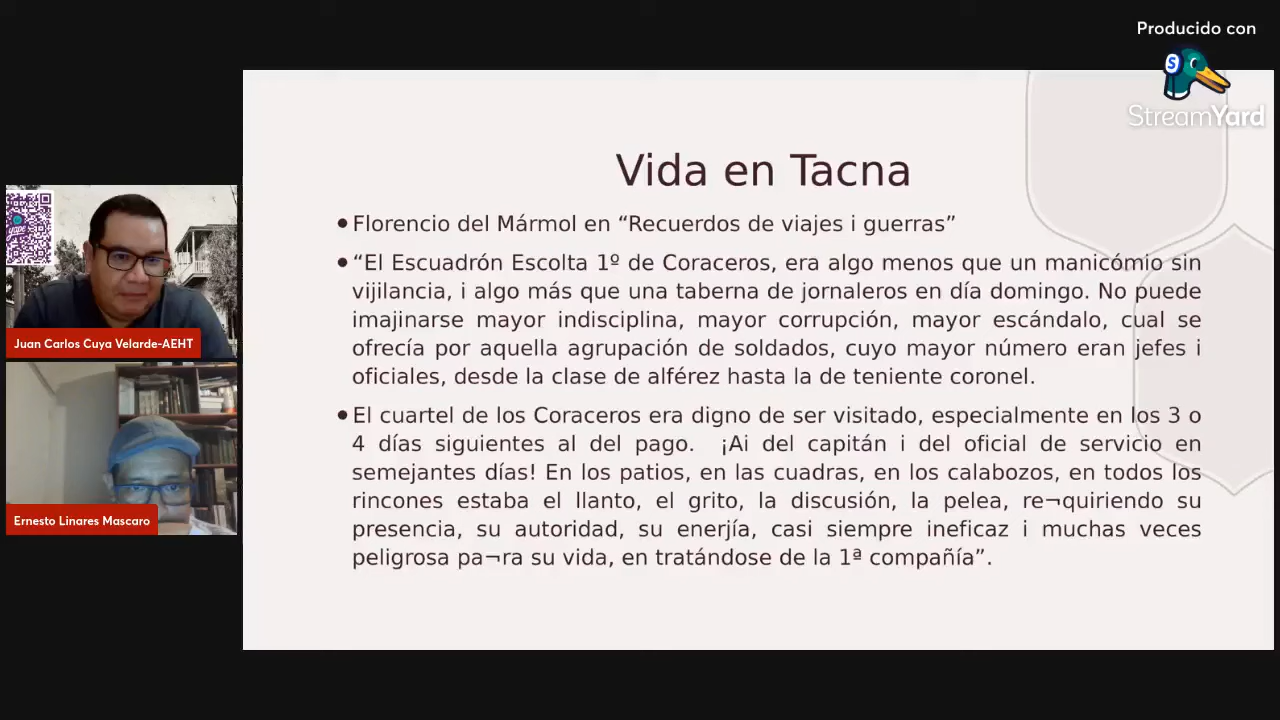 Producido con
StreamYard
Vida en Tacna
•Florencio del Mármol en “Recuerdos de viajes i guerras”
•“El Escuadrón Escolta 1º de Coraceros, era algo menos que un manicómio sin
vijilancia, i algo más que una taberna de jornaleros en día domingo. No puede
imajinarse mayor indisciplina, mayor corrupción, mayor escándalo, cual se
ofrecía por aquella agrupación de soldados, cuyo mayor número eran jefes i
oficiales, desde la clase de alférez hasta la de teniente coronel.
•El cuartel de los Coraceros era digno de ser visitado, especialmente en los 3 o
4 días siguientes al del pago. ¡Ai del capitán i del oficial de servicio en
semejantes días! En los patios, en las cuadras, en los calabozos, en todos los
rincones estaba el llanto, el grito, la discusión, la pelea, re¬quiriendo su
presencia, su autoridad, su enerjía, casi siempre ineficaz i muchas veces
peligrosa pa¬ra su vida, en tratándose de la 1ª compañía”.
yape
Juan Carlos Cuya Velarde-AEHT
Ernesto Linares Mascaro